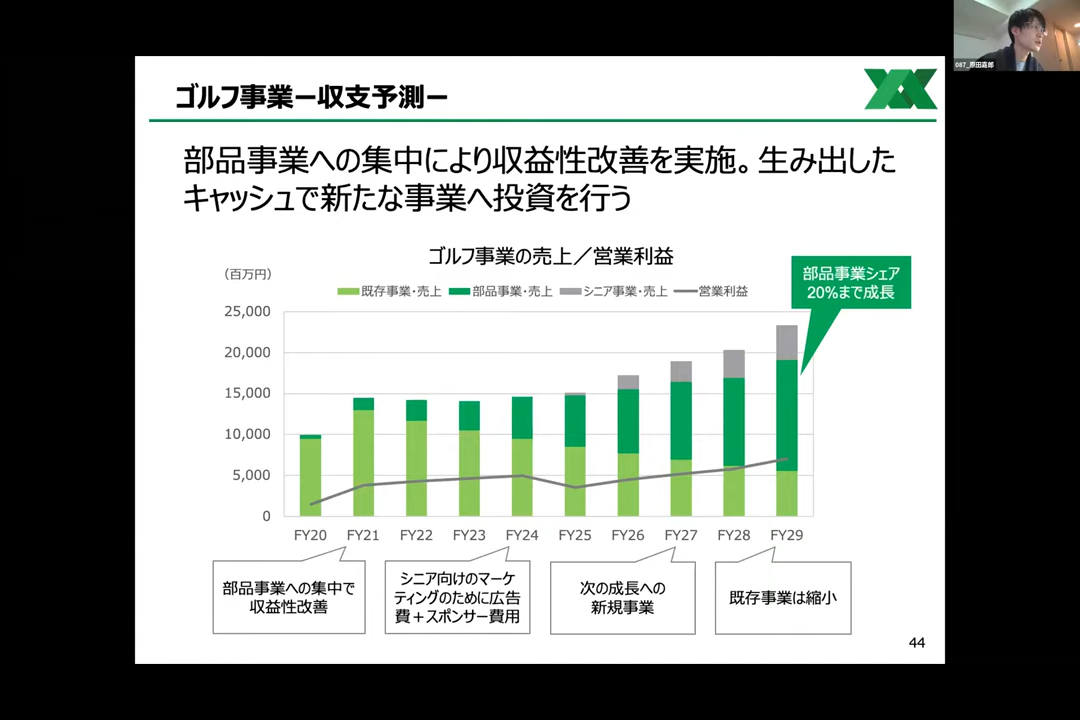 087_原田嘉郎
ゴルフ事業ー収支予測ー
部品事業への集中により収益性改善を実施。生み出した
キャッシュで新たな事業へ投資を行う
ゴルフ事業の売上／営業利益
（百万円）
既存事業・売上 部品事業・売上 シニア事業・売上 営業利益
部品事業シェア
20%まで成長
25,000
20,000
15,000
10,000
5,000
0
FY20 FY21 FY22 FY23 FY24 FY25 FY26 FY27 FY28 FY29
部品事業への集中で
収益性改善
シニア向けのマーケ
ティングのために広告
費＋スポンサー費用
次の成長への
新規事業
既存事業は縮小
44